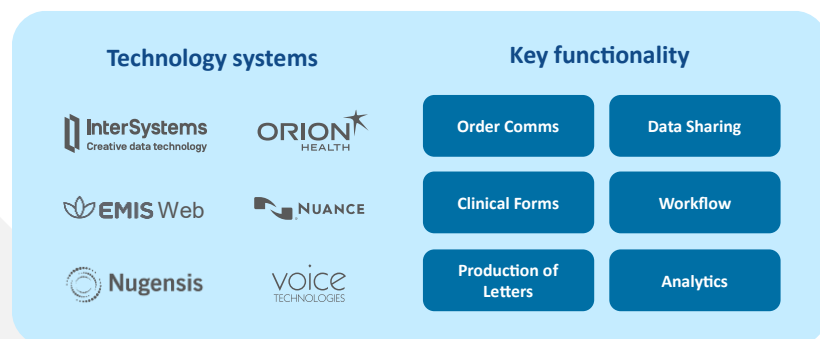 Technology systems
InterSystems
Creative data technology
ORION
HEALTH
EMIS Web
NUANCE
Nugensis
VOICE
TECHNOLOGIES
Key functionality
Order Comms
Data Sharing
Clinical Forms
Workflow
Production of
Letters
Analytics